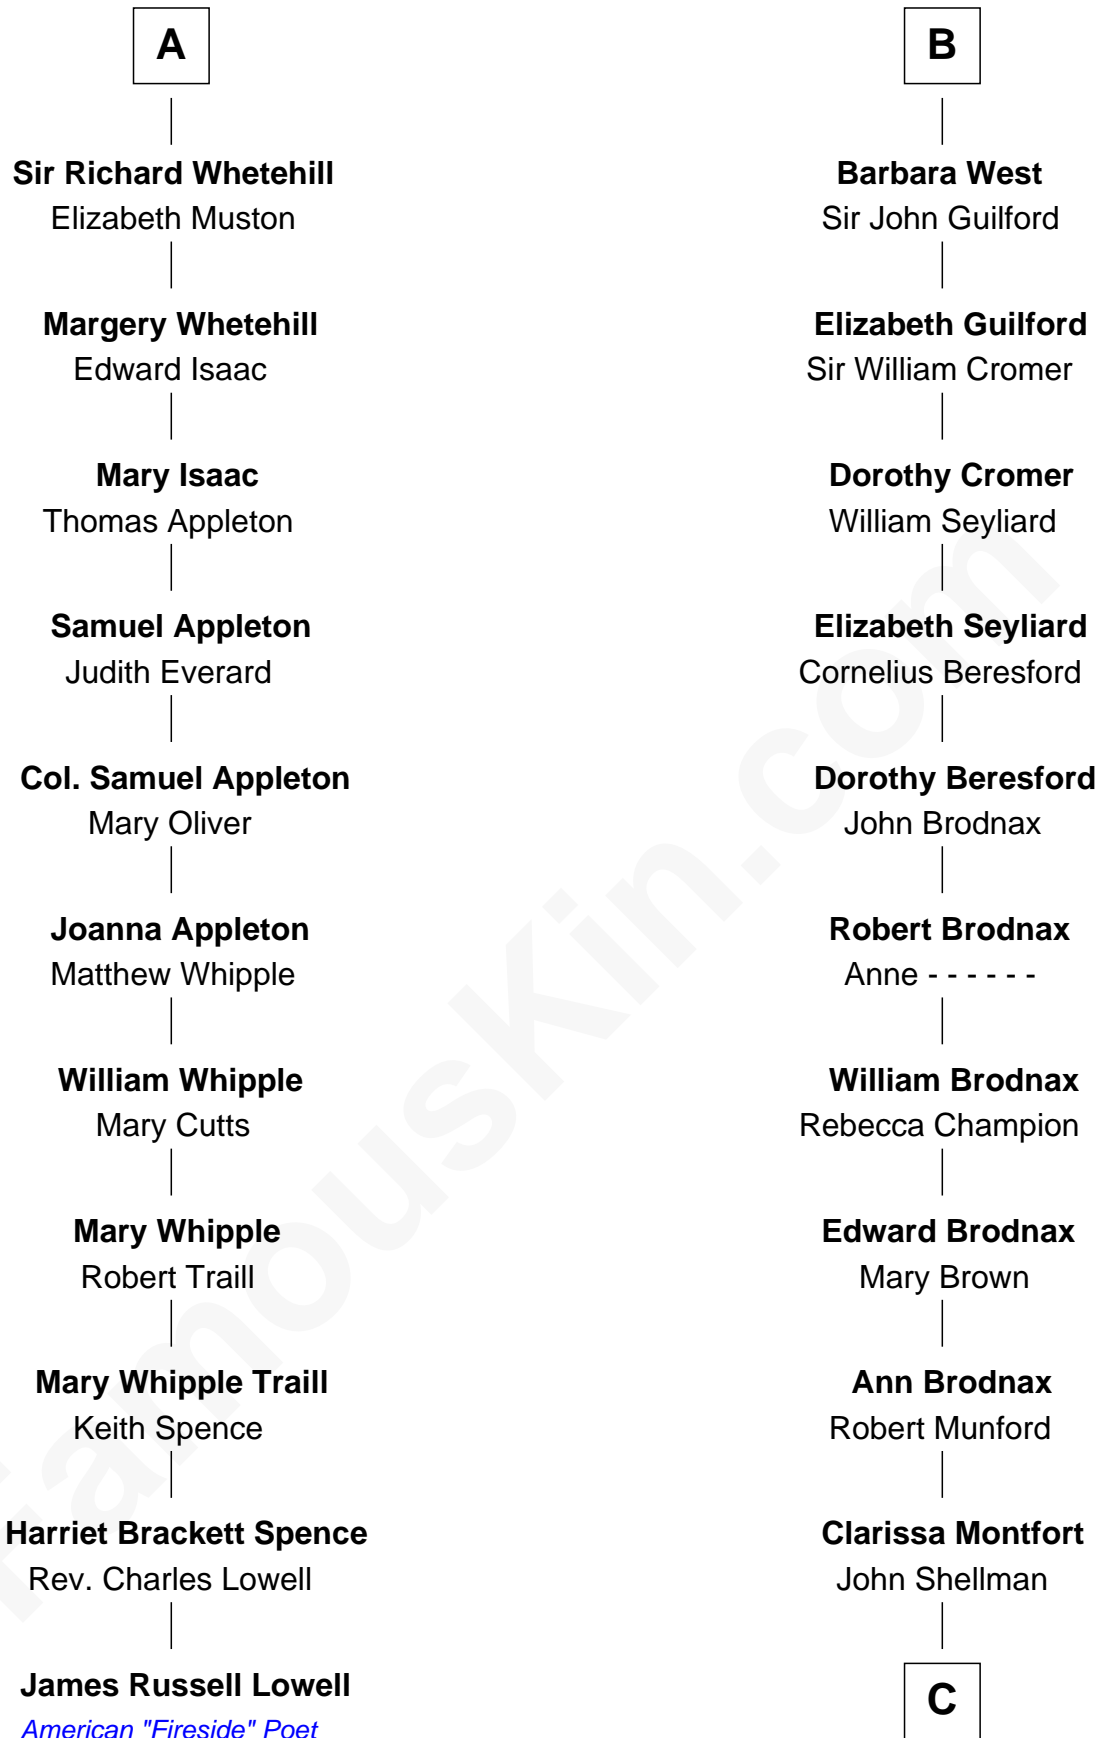 A
Sir Richard Whetehill
Elizabeth Muston
Margery Whetehill
Edward Isaac
Mary Isaac
Thomas Appleton
Samuel Appleton
Judith Everard
Col. Samuel Appleton
Mary Oliver
Joanna Appleton
Matthew Whipple
William Whipple
Mary Cutts
Mary Whipple
Robert Traill
Mary Whipple Traill
Keith Spence
Harriet Brackett Spence
Rev. Charles Lowell
James Russell Lowell
American "Fireside" Poet
B
Barbara West
Sir John Guilford
Elizabeth Guilford
Sir William Cromer
Dorothy Cromer
William Seyliard
Elizabeth Seyliard
Cornelius Beresford
Dorothy Beresford
John Brodnax
Robert Brodnax
Anne - - - - - -
William Brodnax
Rebecca Champion
Edward Brodnax
Mary Brown
Ann Brodnax
Robert Munford
Clarissa Montfort
John Shellman
C
FamousKin.com